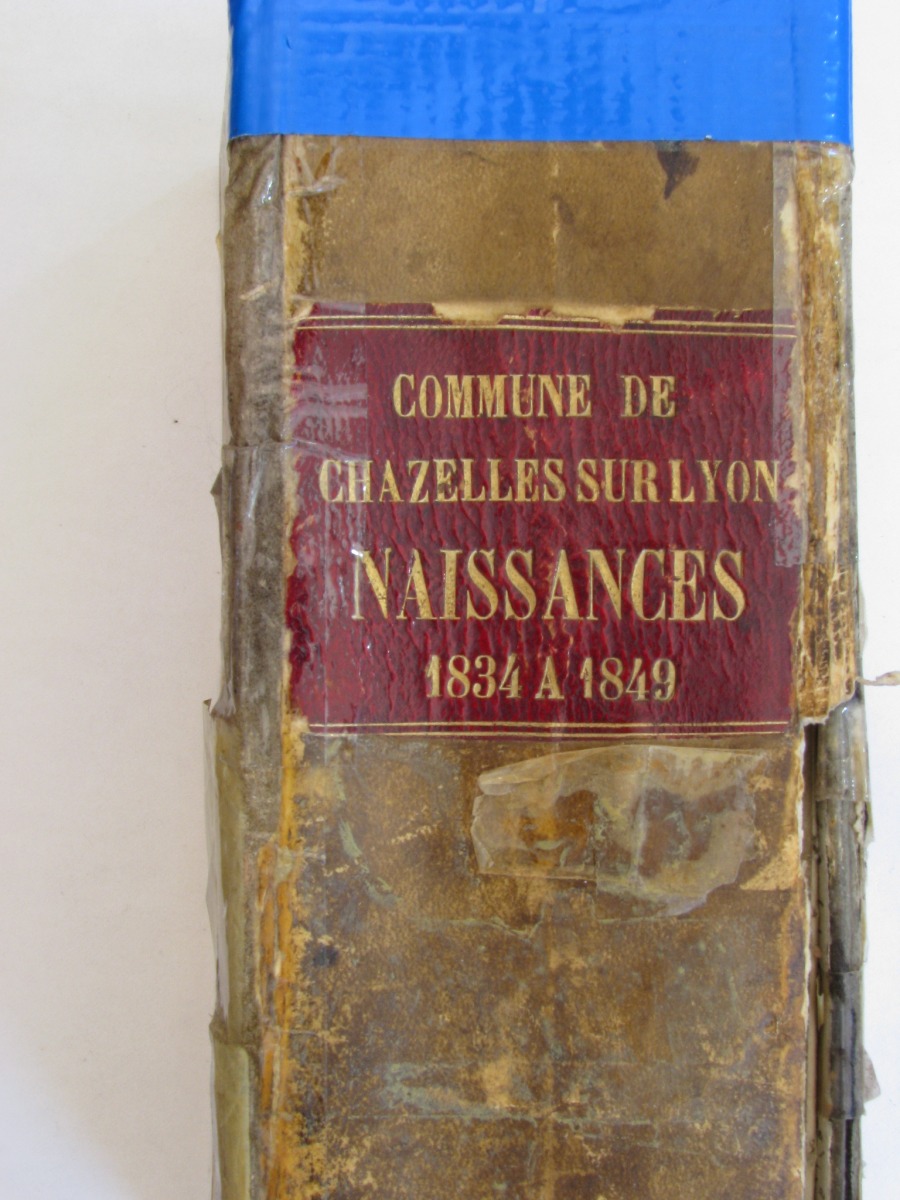 COMMUNE DE
CHAZELLES SUR LYON
NAISSANCES
1834 A 1849